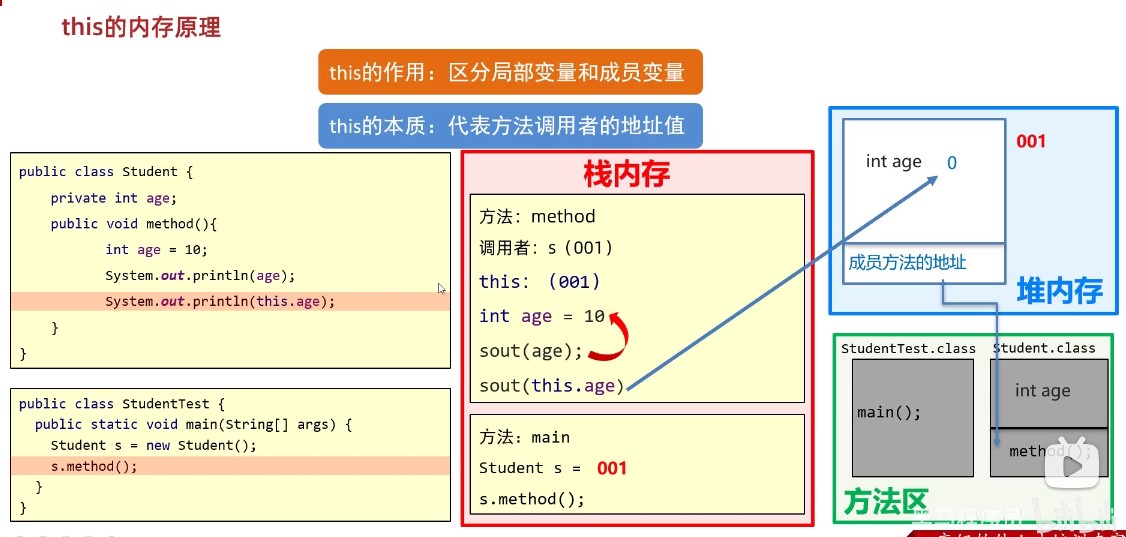 this的内存原理
this的作用：区分局部变量和成员变量
this的本质：代表方法调用者的地址值
public class Student {
private int age;
public void method(){
int age = 10;
System.out.println(age);
System.out.println(this.age);
}
}
public class StudentTest {
public static void main(String[] args) {
Student s = new Student();
s.method();
}
}
栈内存
方法：method
调用者：s（001）
this：（001）
int age = 10
sout(age);
sout(this.age)
方法：main
Student s = 001
s.method();
int age 0
001
成员方法的地址
堆内存
StudentTest.class
main();
Student.class
int age
method();
方法区